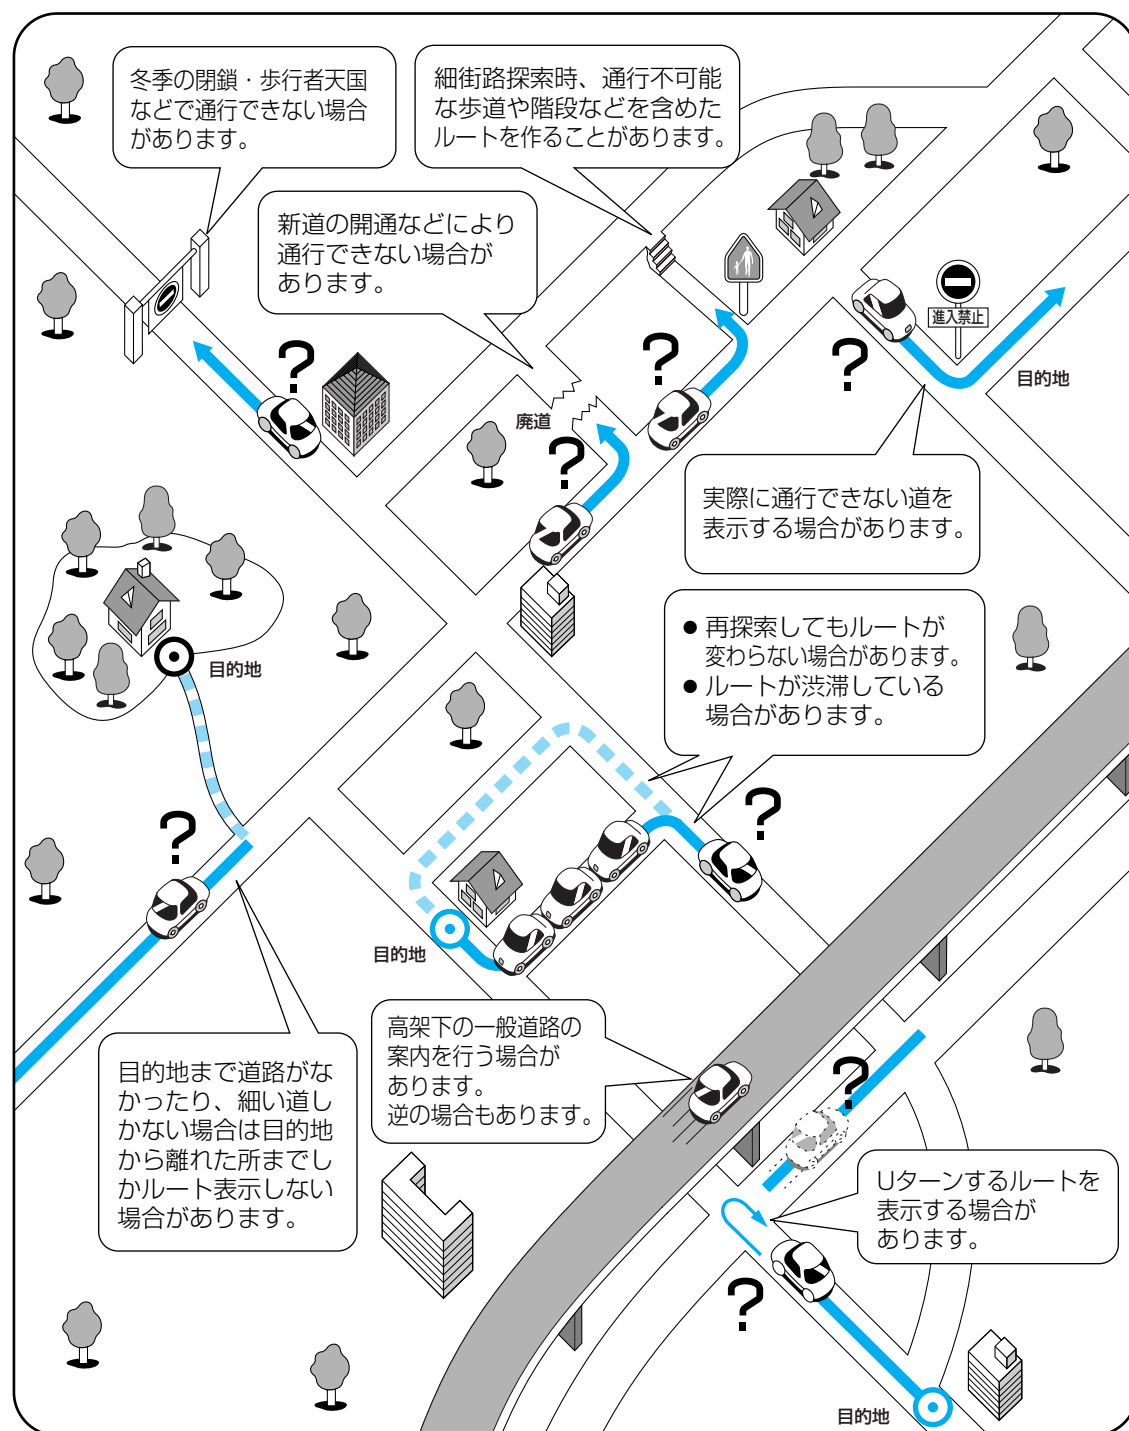 冬季の閉鎖・歩行者天国
などで通行できない場合
があります。
細街路探索時、通行不可能
な歩道や階段などを含めた
ルートを作ることがあります。
新道の開通などにより
通行できない場合が
あります。
進入禁止
目的地
廃道
実際に通行できない道を
表示する場合があります。
● 再探索してもルートが
変わらない場合があります。
● ルートが渋滞している
場合があります。
目的地
目的地
高架下の一般道路の
案内を行う場合が
あります。
逆の場合もあります。
目的地まで道路がな
かったり、細い道し
かない場合は目的地
から離れた所までし
かルート表示しない
場合があります。
Uターンするルートを
表示する場合が
あります。
目的地